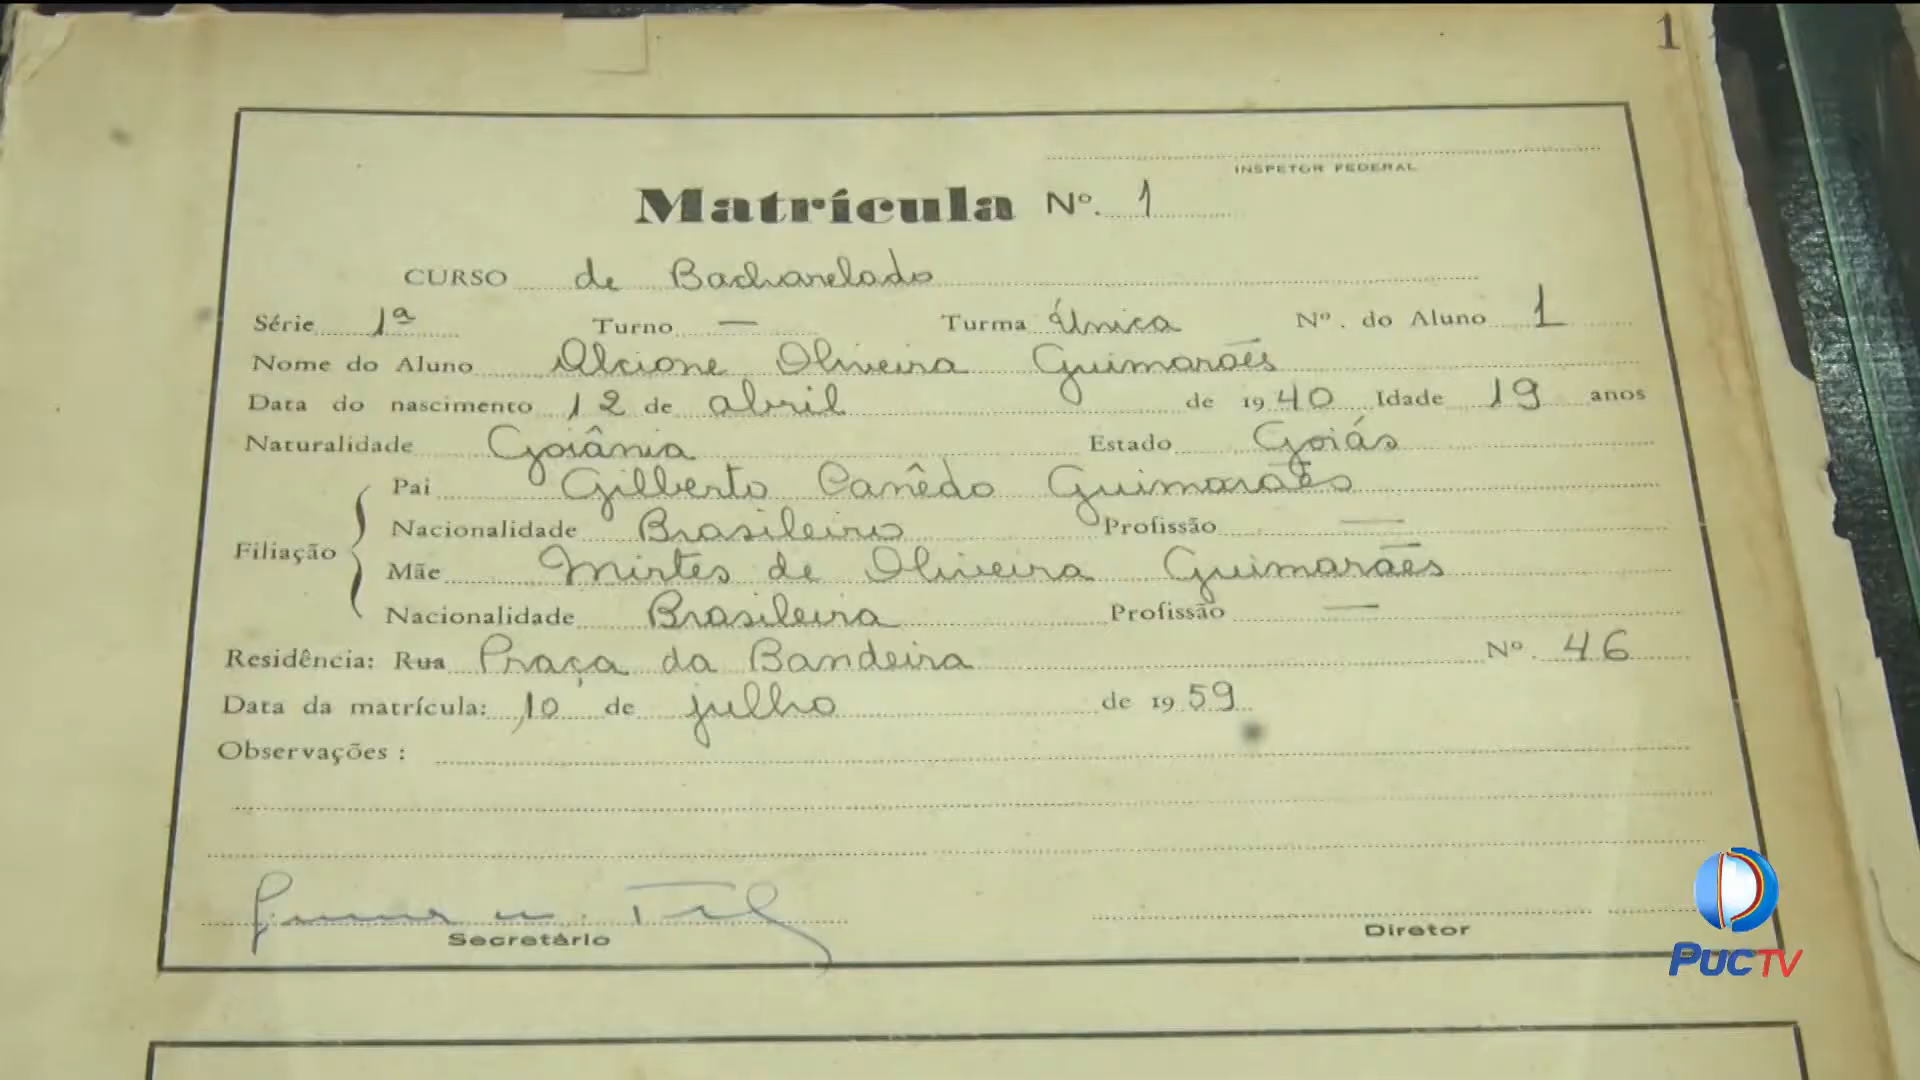 1
INSPETOR FEDERAL
Matrícula Nº. 1
CURSO de Bacharelado
Série 1ª Turno — Turma Única Nº. do Aluno 1
Nome do Aluno Alcione Oliveira Guimarães
Data do nascimento 12 de abril de 1940 Idade 19 anos
Naturalidade Goiânia Estado Goiás
Pai Gilberto Canêdo Guimarães
Nacionalidade Brasileiro Profissão —
Filiação
Mãe Mirtes de Oliveira Guimarães
Nacionalidade Brasileira Profissão —
Residência: Rua Praça da Bandeira Nº. 46
Data da matrícula: 10 de julho de 1959
Observações :
Secretário
Diretor
PUC TV